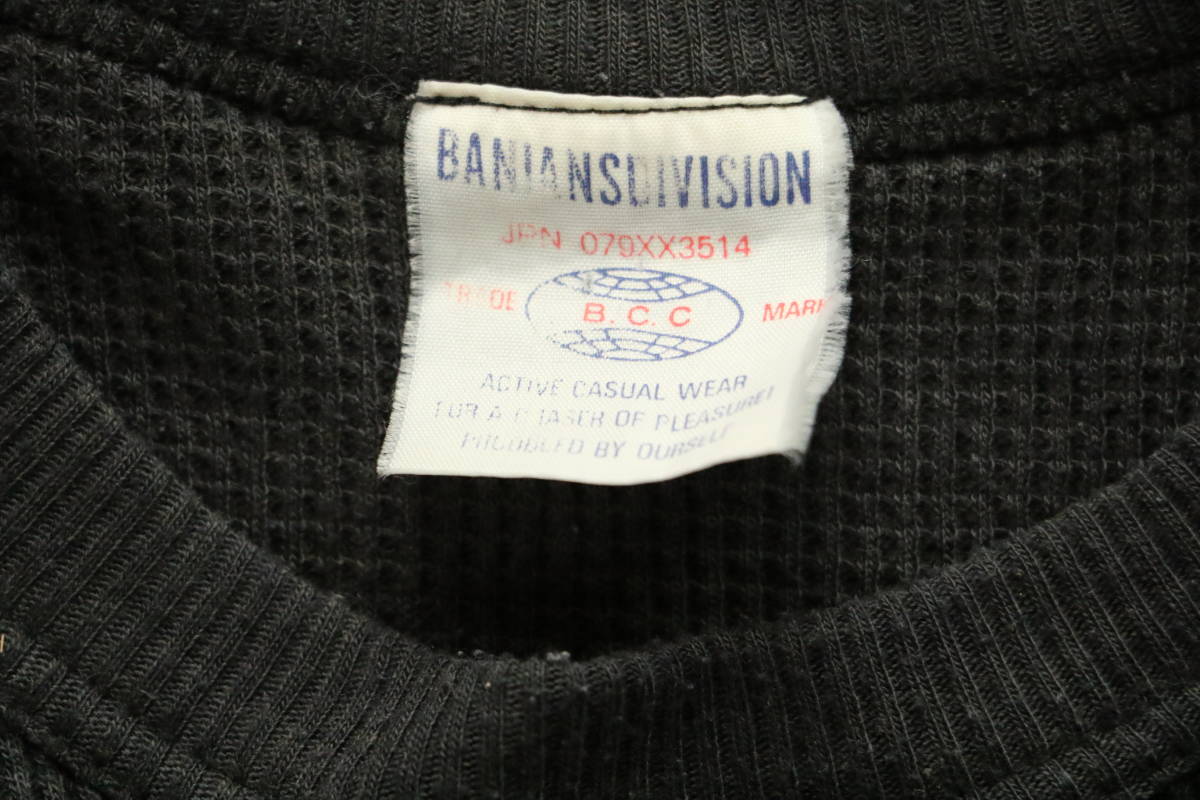 BANIANSDIVISION
JPN 079XX3514
TRADE B. C. C MARK
ACTIVE CASUAL WEAR
FOR A CHASER OF PLEASURE!
PRODUCED BY OURSELF